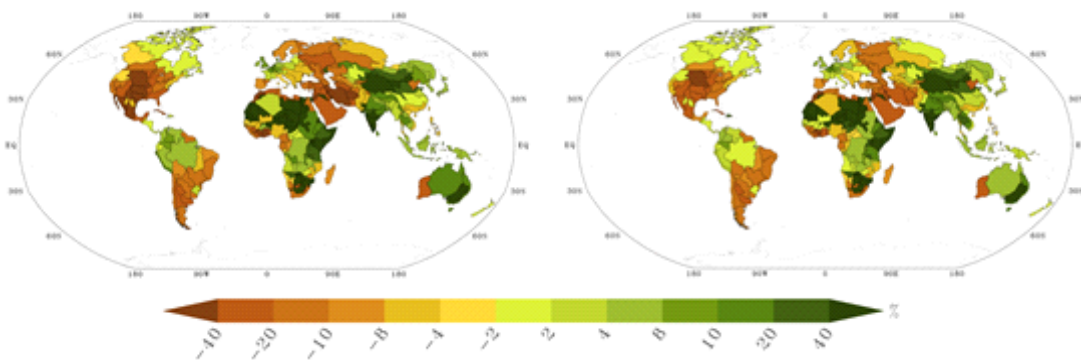 180 90W 0 90E 180 180 90W 0 90E 180
60N 60N 60N 60N
30N 30N 30N 30N
EQ EQ EQ EQ
30S 30S 30S 30S
60S 60S 60S 60S
180 90W 0 90E 180 180 90W 0 90E 180
-40 -20 -10 -8 -4 -2 2 4 8 10 20 40 %